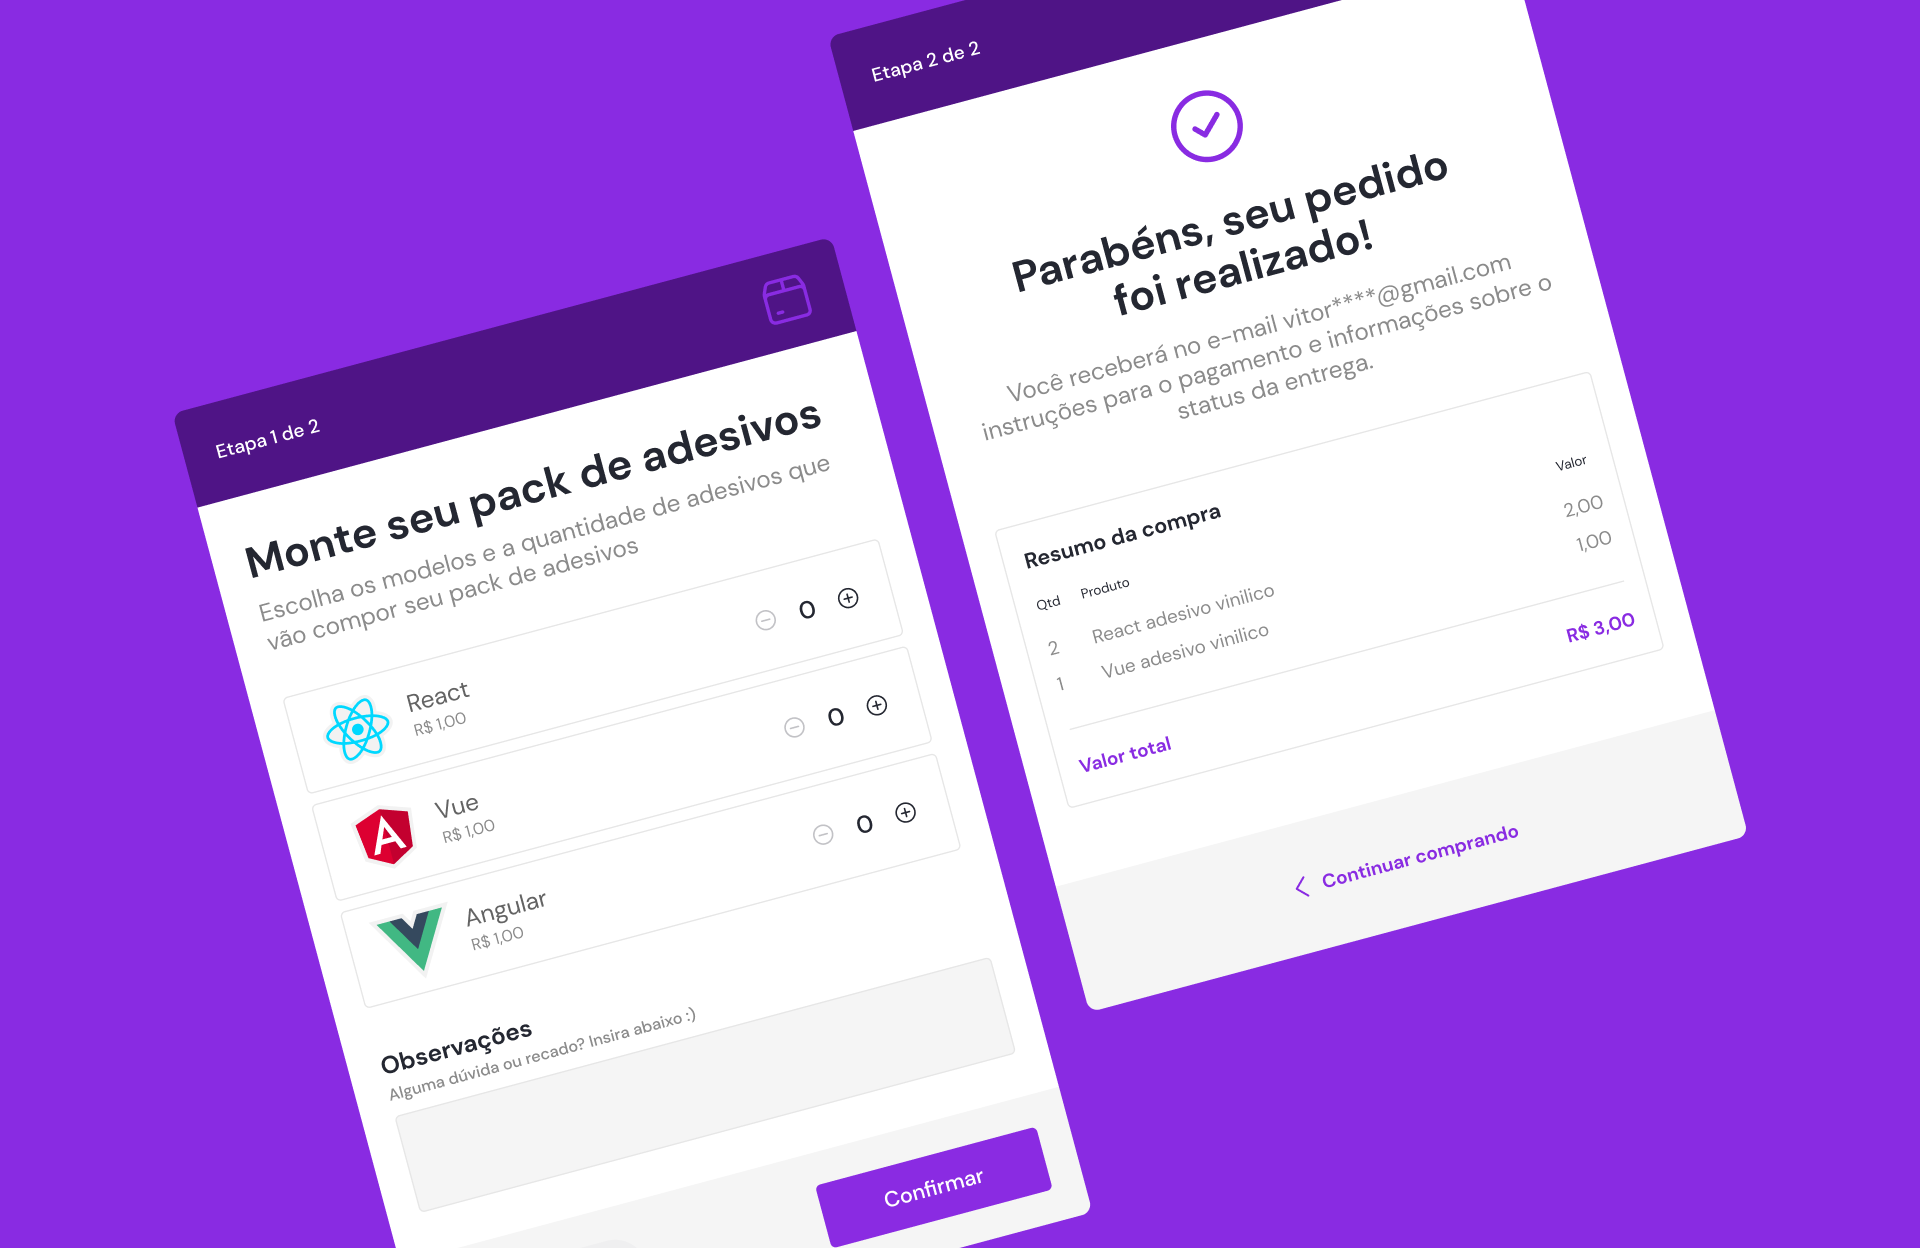 Etapa 1 de 2
Monte seu pack de adesivos
Escolha os modelos e a quantidade de adesivos que
vão compor seu pack de adesivos
React
R$ 1,00
0
Vue
R$ 1,00
0
Angular
R$ 1,00
0
Observações
Alguma dúvida ou recado? Insira abaixo :)
Confirmar
Etapa 2 de 2
Parabéns, seu pedido
foi realizado!
Você receberá no e-mail vitor****@gmail.com
instruções para o pagamento e informações sobre o
status da entrega.
Resumo da compra
Qtd Produto Valor
2 React adesivo vinilico 2,00
1 Vue adesivo vinilico 1,00
Valor total R$ 3,00
Continuar comprando